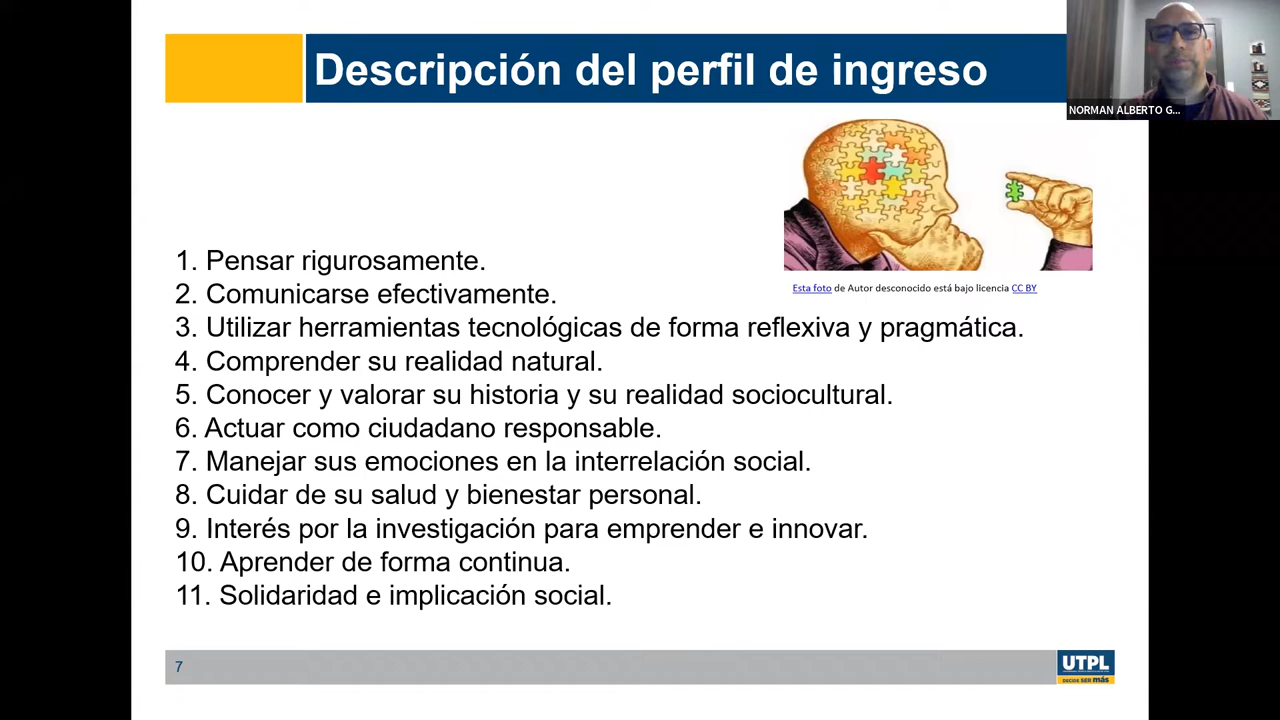 Descripción del perfil de ingreso
NORMAN ALBERTO G...
Esta foto de Autor desconocido está bajo licencia CC BY
1. Pensar rigurosamente.
2. Comunicarse efectivamente.
3. Utilizar herramientas tecnológicas de forma reflexiva y pragmática.
4. Comprender su realidad natural.
5. Conocer y valorar su historia y su realidad sociocultural.
6. Actuar como ciudadano responsable.
7. Manejar sus emociones en la interrelación social.
8. Cuidar de su salud y bienestar personal.
9. Interés por la investigación para emprender e innovar.
10. Aprender de forma continua.
11. Solidaridad e implicación social.
7
UTPL
DECIDE SER más